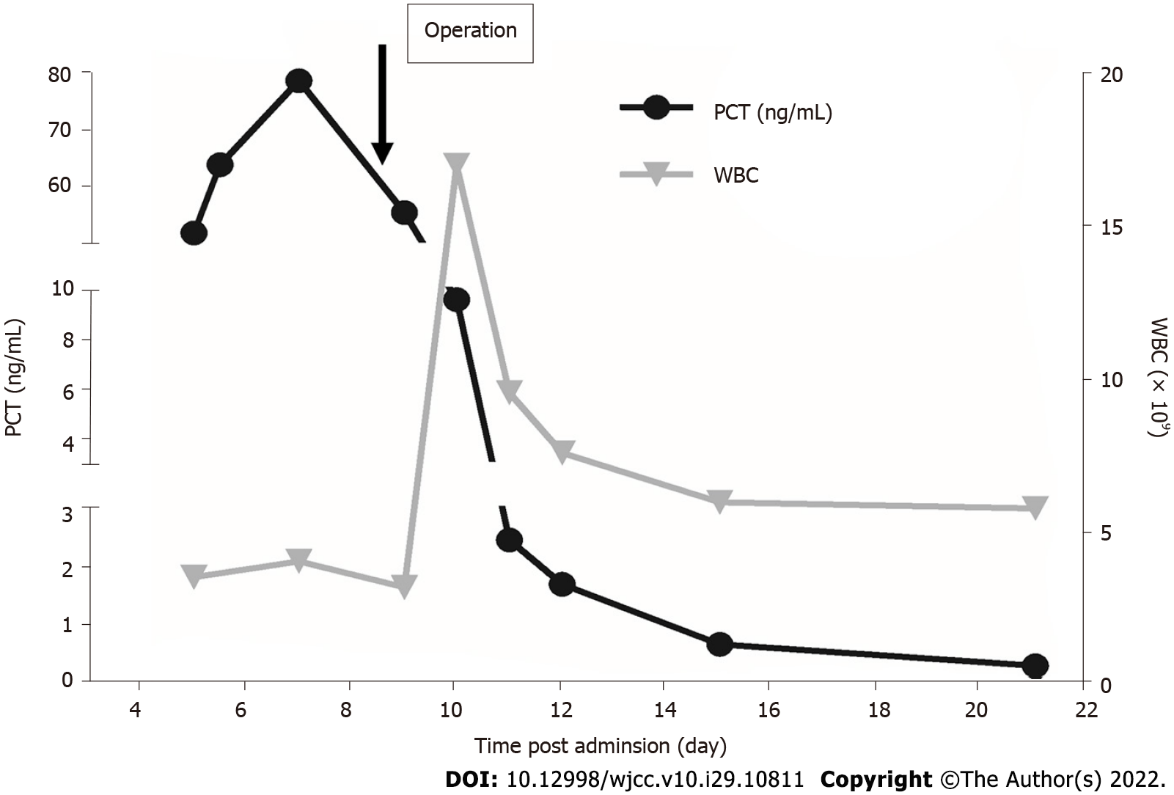 Operation
PCT (ng/mL)
WBC
80
70
60
10
8
6
4
3
2
1
0
PCT (ng/mL)
20
15
10
5
0
WBC (× 10⁹)
4 6 8 10 12 14 16 18 20 22
Time post adminsion (day)
DOI: 10.12998/wjcc.v10.i29.10811 Copyright ©The Author(s) 2022.